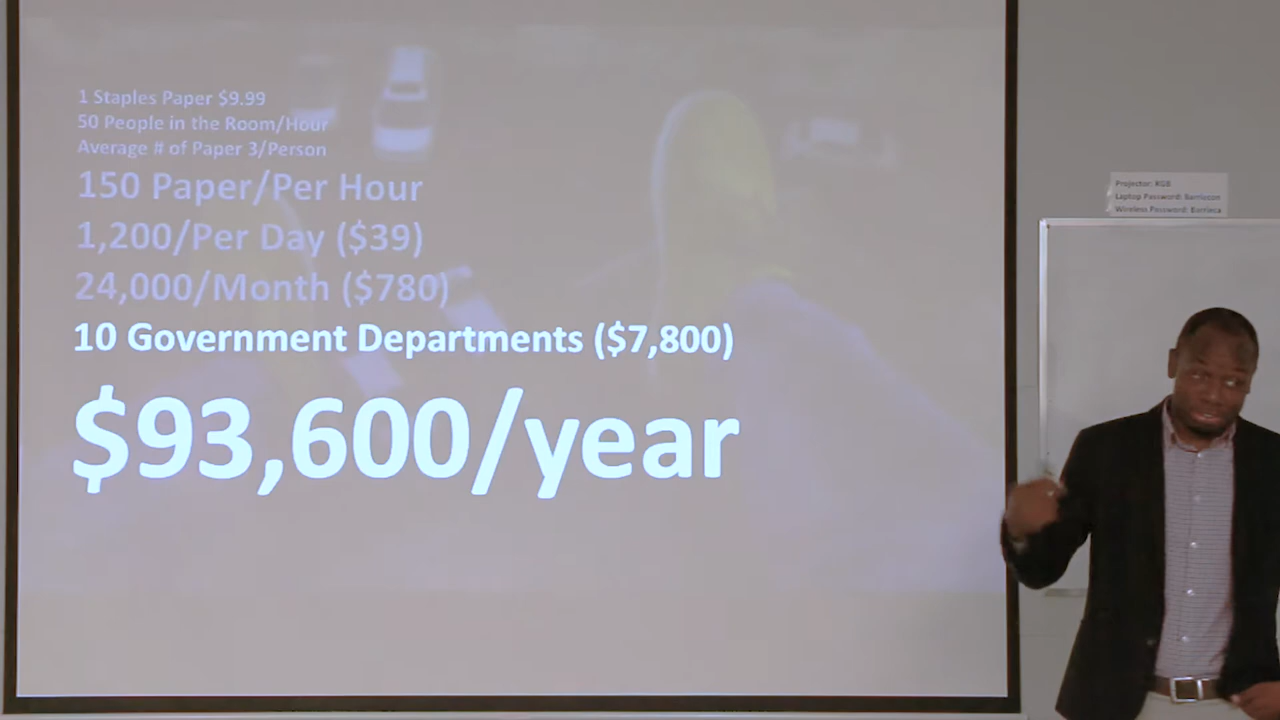 1 Staples Paper $9.99
50 People in the Room/Hour
Average # of Paper 3/Person
150 Paper/Per Hour
1,200/Per Day ($39)
24,000/Month ($780)
10 Government Departments ($7,800)
$93,600/year
Projector: RGB
Laptop Password:
Wireless Password: